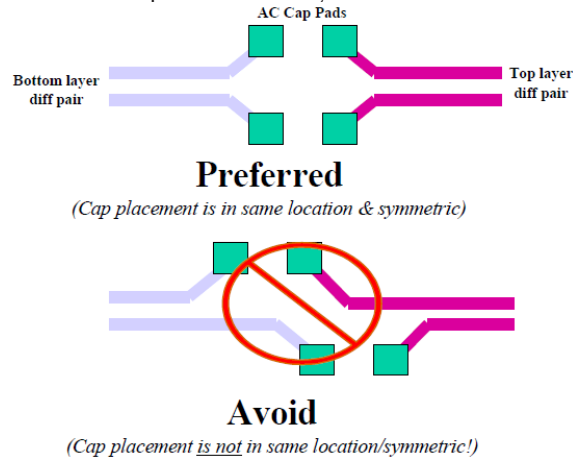 AC Cap Pads
Bottom layer
diff pair
Top layer
diff pair
Preferred
(Cap placement is in same location & symmetric)
Avoid
(Cap placement is not in same location/symmetric!)